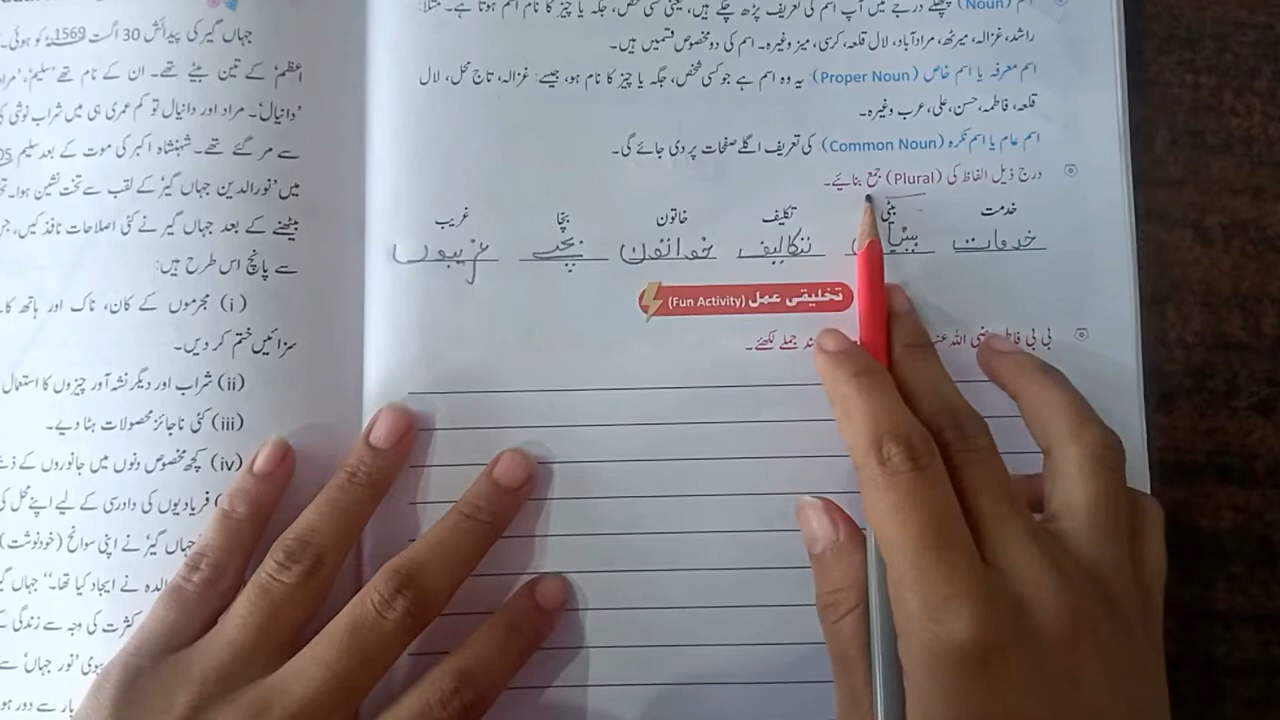 اسم (Noun) پچھلے درجے میں آپ اسم کی تعریف پڑھ چکے ہیں، یعنی کسی شخص، جگہ یا چیز کا نام اسم ہوتا ہے۔ مثلاً:
راشد، غزالہ، میرٹھ، مرادآباد، لال قلعہ، کرسی، میز وغیرہ۔ اسم کی دو مخصوص قسمیں ہیں۔
اسم معرفہ یا اسم خاص (Proper Noun): یہ وہ اسم ہے جو کسی شخص، جگہ یا چیز کا نام ہو، جیسے: غزالہ، تاج محل، لال
قلعہ، فاطمہ، حسن، علی، عرب وغیرہ۔
اسم عام یا اسم نکرہ (Common Noun) کی تعریف اگلے صفحات پر دی جائے گی۔
درج ذیل الفاظ کی (Plural) جمع بنائیے۔
خدمت بیٹی تکلیف خاتون بچا غریب
خدمات تکالیف خواتون بچے غریبوں
تخلیقی عمل (Fun Activity)
بی بی جملے لکھئے۔
جہاں گیر کی پیدائش 30 اگست 1569 کو ہوئی۔
اعظم' کے تین بیٹے تھے۔ ان کے نام تھے 'سلیم'،
'دانیال'۔ مراد اور دانیال تو کم عمری ہی میں شراب نوشی
سے مر گئے تھے۔ شہنشاہ اکبر کی موت کے بعد سلیم
میں 'نورالدین جہاں گیر' کے لقب سے تخت نشین ہوا۔
بیٹھنے کے بعد جہاں گیر نے کئی اصلاحات نافذ کیں،
سے پانچ اس طرح ہیں:
(i) مجرموں کے کان، ناک اور ہاتھ
سزائیں ختم کر دیں۔
(ii) شراب اور دیگر نشہ آور چیزوں کا استعمال
(iii) کئی ناجائز محصولات ہٹا دیے۔
(iv) کچھ مخصوص دنوں میں جانوروں کے
فریادیوں کی دادرسی کے لیے اپنے محل کی
جہاں گیر نے اپنی سوانح (خودنوشت)
والدہ نے ایجاد کیا تھا۔" جہاں
کثرت کی وجہ سے زندگی
بیوی 'نور جہاں' سے
بار سے دور